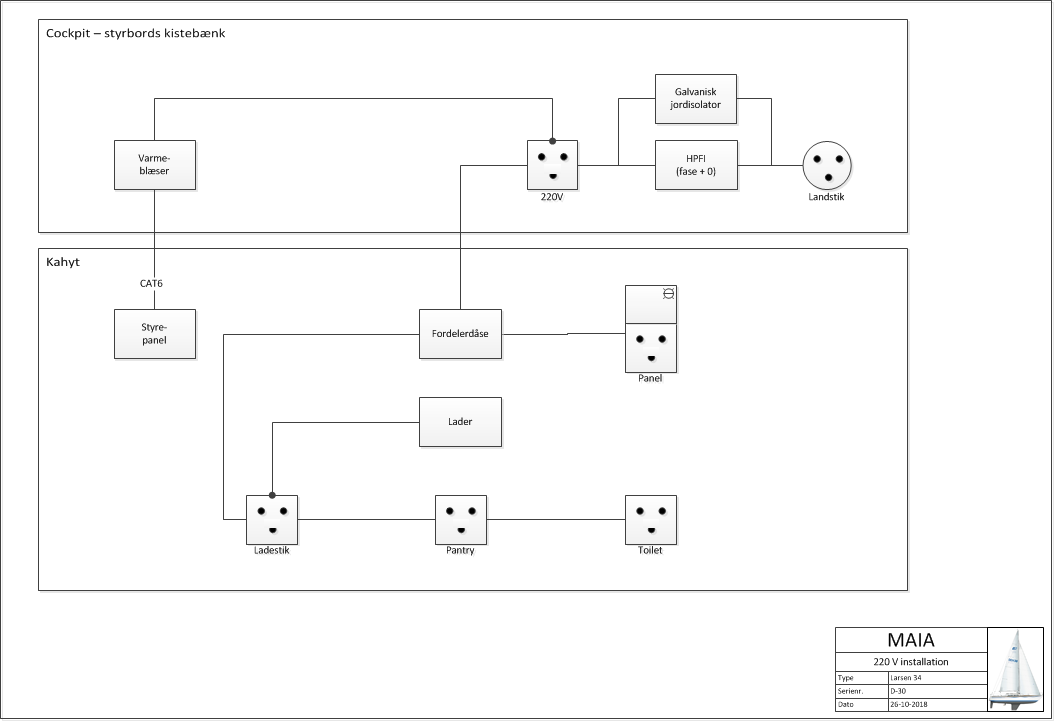 Cockpit – styrbords kistebænk
Galvanisk
jordisolator
Varme-
blæser
HPFI
(fase + 0)
220V
Landstik
Kahyt
CAT6
Styre-
panel
Fordelerdåse
Panel
Lader
Ladestik
Pantry
Toilet
MAIA
220 V installation
Type Larsen 34
Serienr. D-30
Dato 26-10-2018